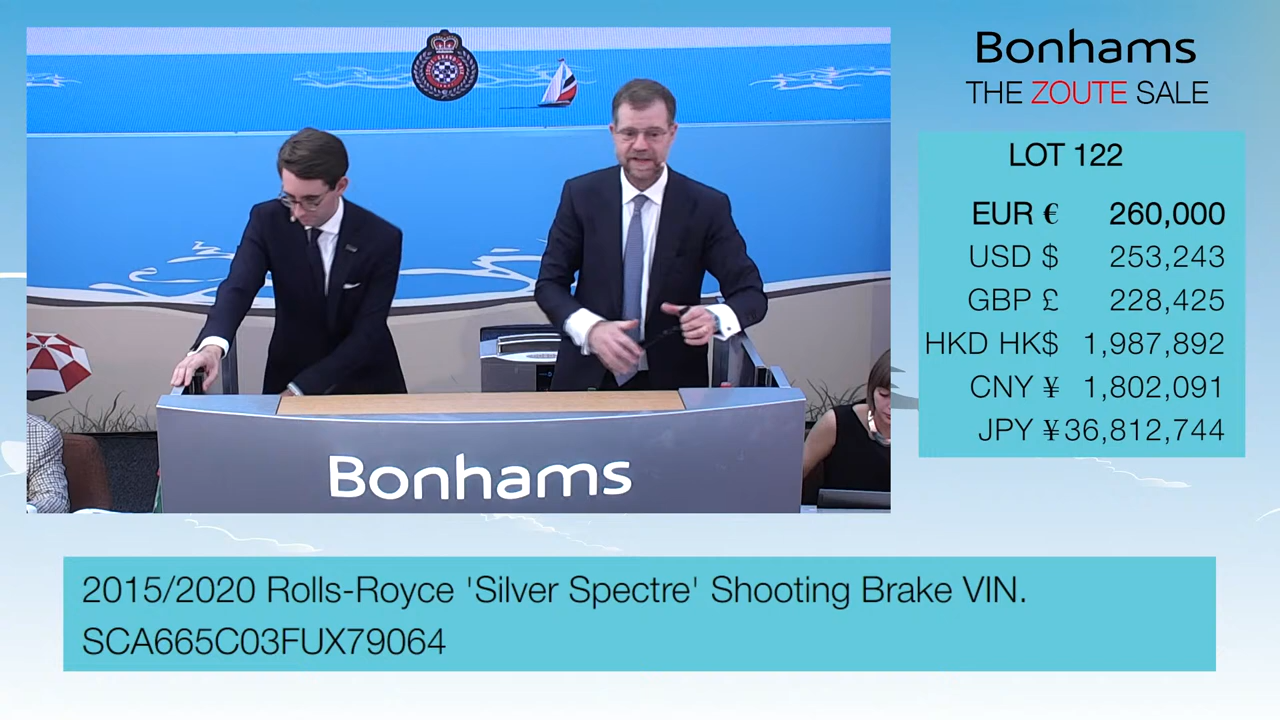 Bonhams
THE ZOUTE SALE
LOT 122
EUR € 260,000
USD $ 253,243
GBP £ 228,425
HKD HK$ 1,987,892
CNY ¥ 1,802,091
JPY ¥ 36,812,744
Bonhams
2015/2020 Rolls-Royce 'Silver Spectre' Shooting Brake VIN.
SCA665C03FUX79064